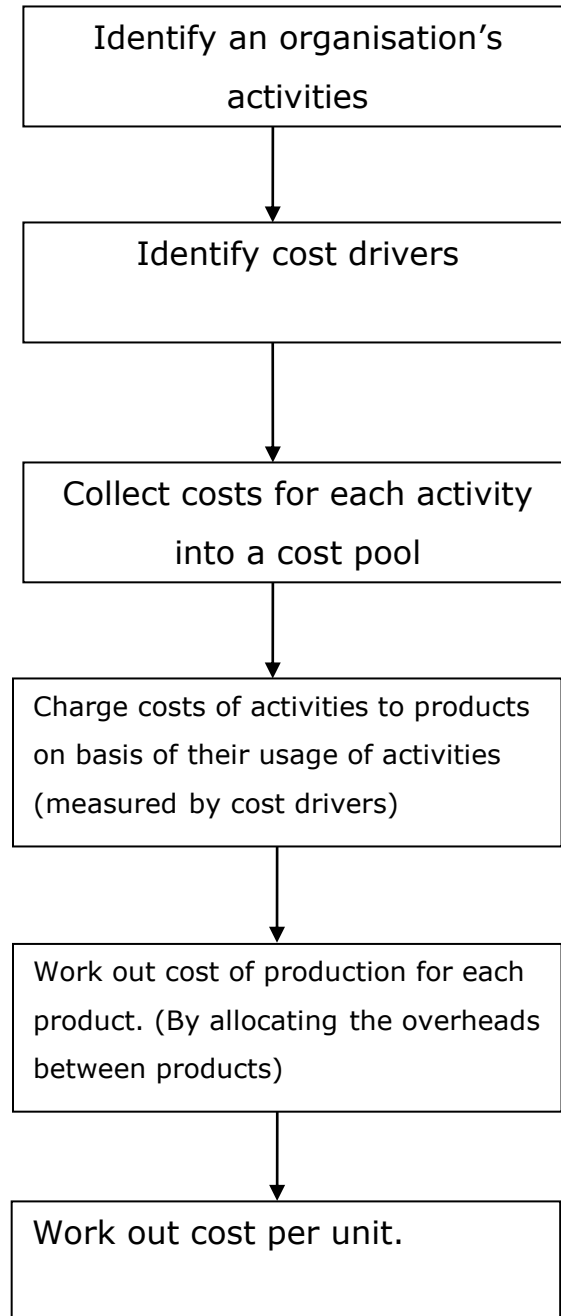 Identify an organisation’s
activities
Identify cost drivers
Collect costs for each activity
into a cost pool
Charge costs of activities to products
on basis of their usage of activities
(measured by cost drivers)
Work out cost of production for each
product. (By allocating the overheads
between products)
Work out cost per unit.